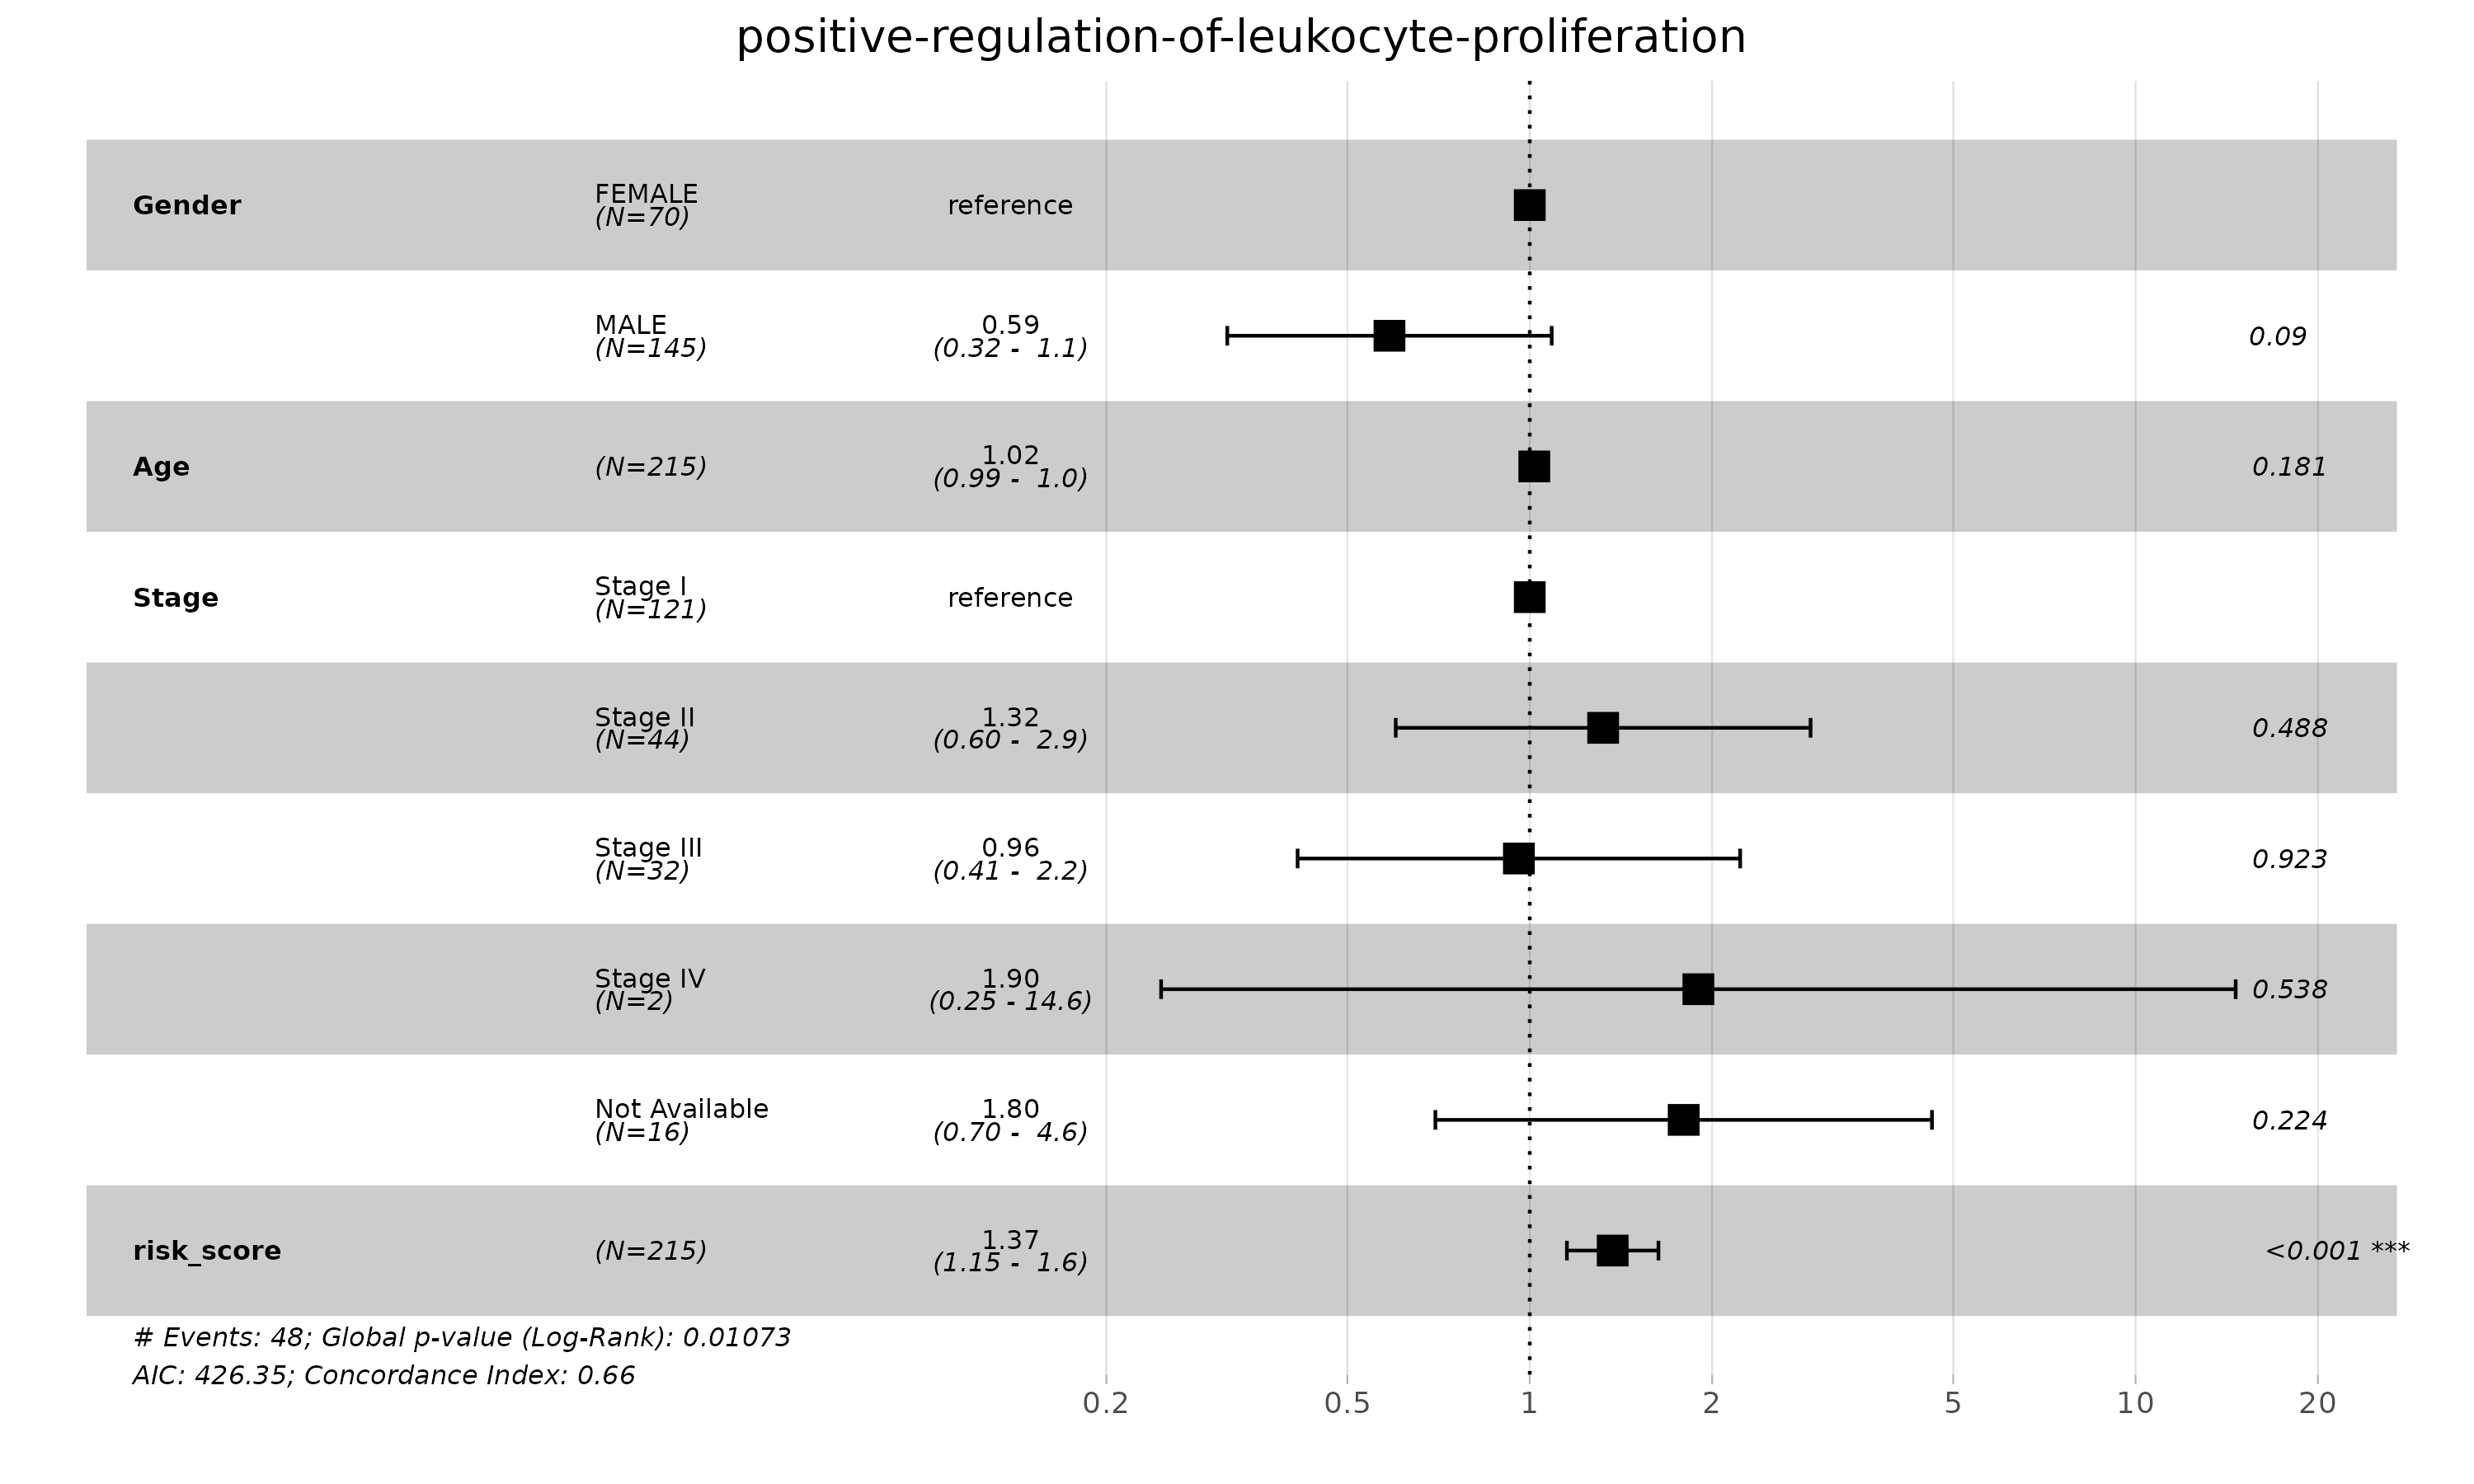 positive-regulation-of-leukocyte-proliferation
Gender
FEMALE
(N=70)
reference
MALE
(N=145)
0.59
(0.32 - 1.1)
0.09
Age
(N=215)
1.02
(0.99 - 1.0)
0.181
Stage
Stage I
(N=121)
reference
Stage II
(N=44)
1.32
(0.60 - 2.9)
0.488
Stage III
(N=32)
0.96
(0.41 - 2.2)
0.923
Stage IV
(N=2)
1.90
(0.25 - 14.6)
0.538
Not Available
(N=16)
1.80
(0.70 - 4.6)
0.224
risk_score
(N=215)
1.37
(1.15 - 1.6)
<0.001 ***
# Events: 48; Global p-value (Log-Rank): 0.01073
AIC: 426.35; Concordance Index: 0.66
0.2 0.5 1 2 5 10 20